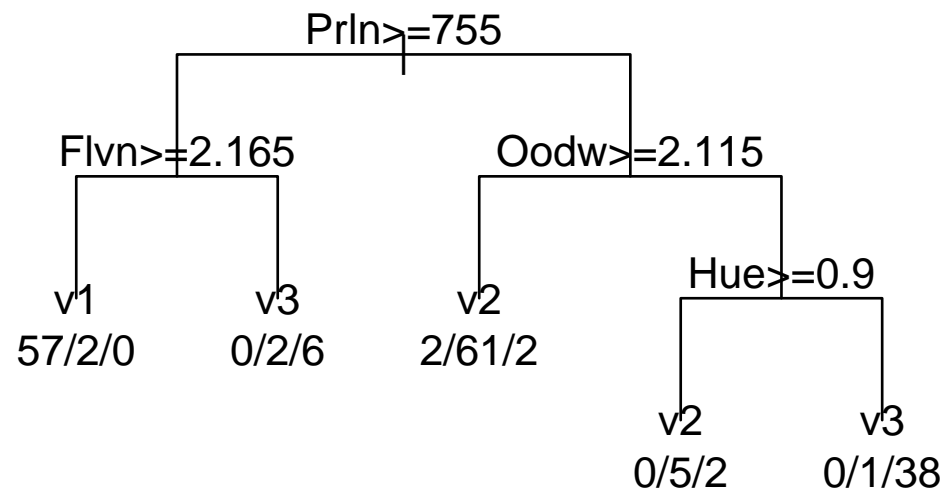 Prln>=755
Flvn>=2.165
Oodw>=2.115
Hue>=0.9
v1
v3
v2
57/2/0
0/2/6
2/61/2
v2
v3
0/5/2
0/1/38